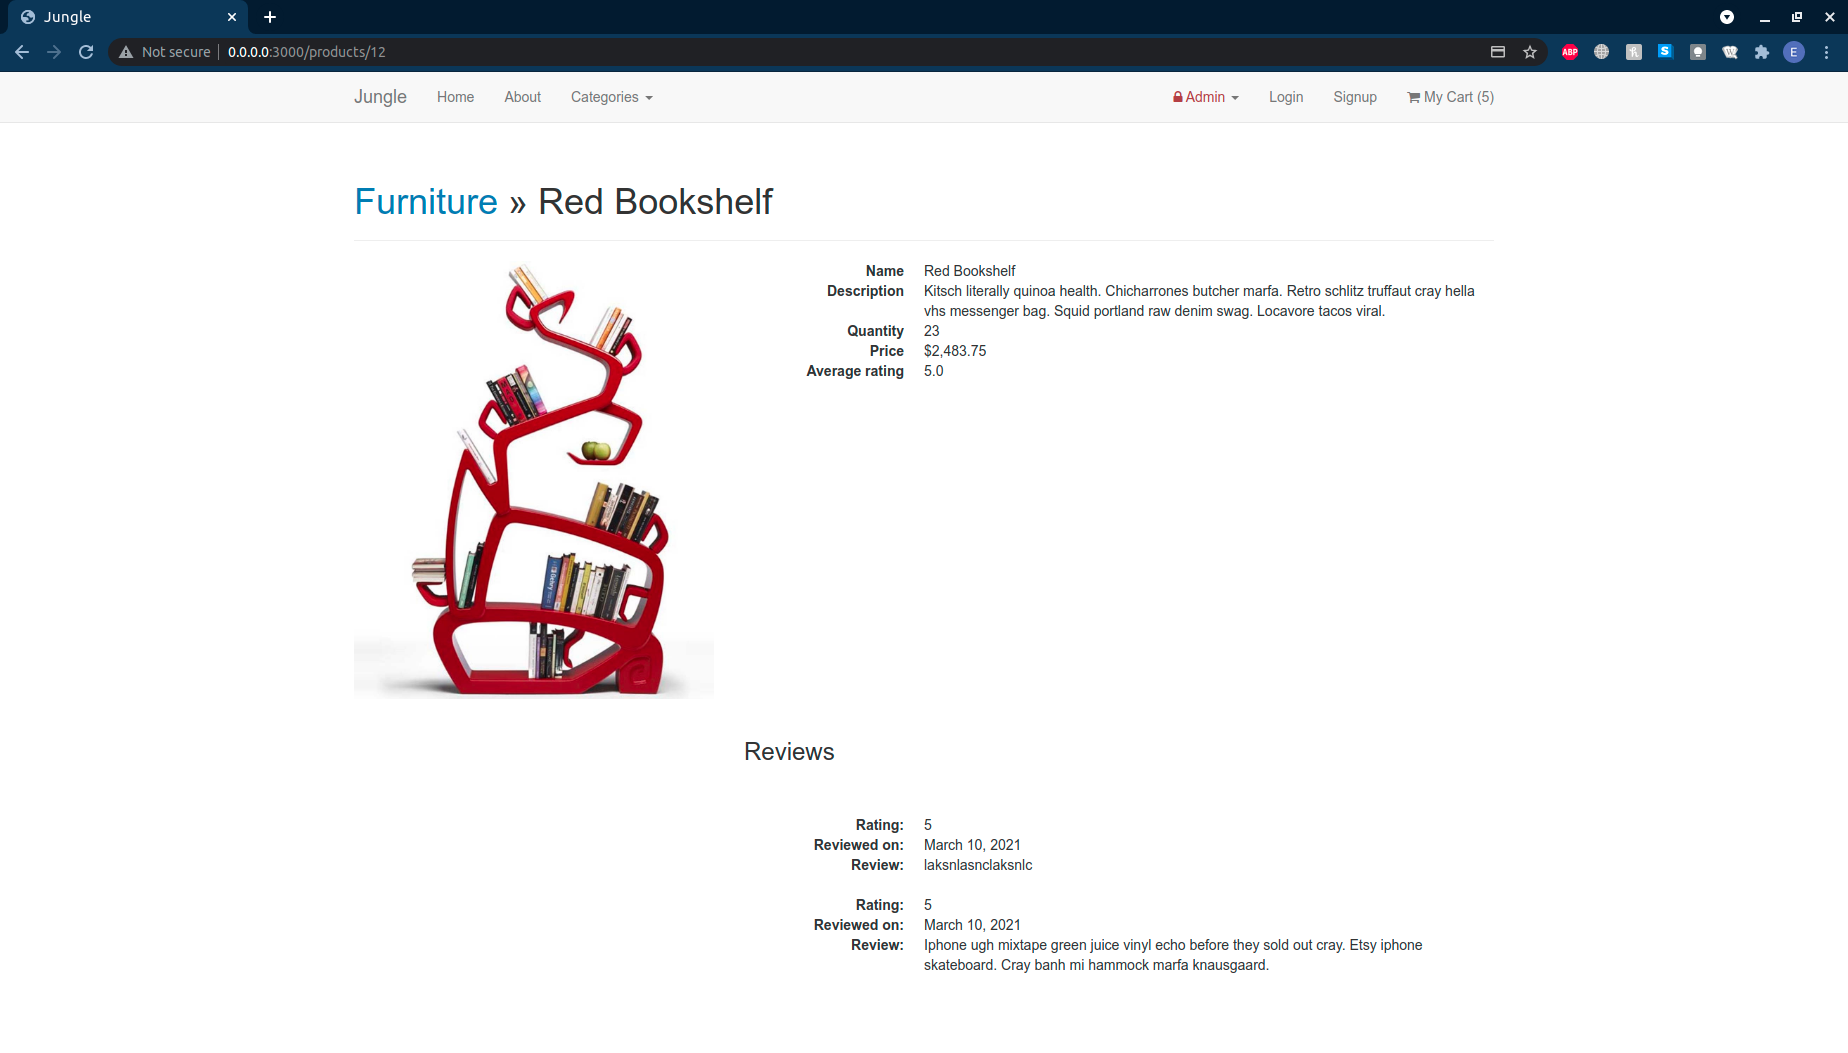 Jungle
Not secure 0.0.0.0:3000/products/12
ABP
S
E
Jungle Home About Categories Admin Login Signup My Cart (5)
Furniture » Red Bookshelf
Name Red Bookshelf
Description Kitsch literally quinoa health. Chicharrones butcher marfa. Retro schlitz truffaut cray hella
vhs messenger bag. Squid portland raw denim swag. Locavore tacos viral.
Quantity 23
Price $2,483.75
Average rating 5.0
Reviews
Rating: 5
Reviewed on: March 10, 2021
Review: laksnlasnclaksnlc
Rating: 5
Reviewed on: March 10, 2021
Review: Iphone ugh mixtape green juice vinyl echo before they sold out cray. Etsy iphone
skateboard. Cray banh mi hammock marfa knausgaard.